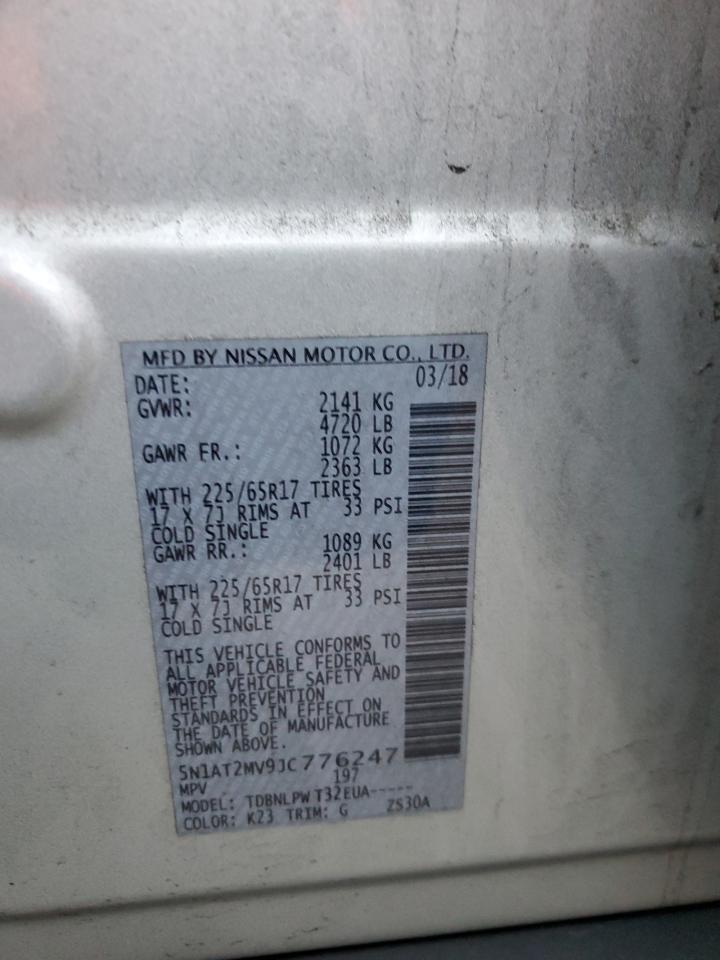 MFD BY NISSAN MOTOR CO., LTD.
DATE: 03/18
GVWR: 2141 KG
4720 LB
GAWR FR.: 1072 KG
2363 LB
WITH 225/65R17 TIRES
17 X 7J RIMS AT 33 PSI
COLD SINGLE
GAWR RR.: 1089 KG
2401 LB
WITH 225/65R17 TIRES
17 X 7J RIMS AT 33 PSI
COLD SINGLE
THIS VEHICLE CONFORMS TO
ALL APPLICABLE FEDERAL
MOTOR VEHICLE SAFETY AND
THEFT PREVENTION
STANDARDS IN EFFECT ON
THE DATE OF MANUFACTURE
SHOWN ABOVE.
5N1AT2MV9JC776247
MPV 197
MODEL: TDBNLPW T32EUA-----
COLOR: K23 TRIM: G ZS30A